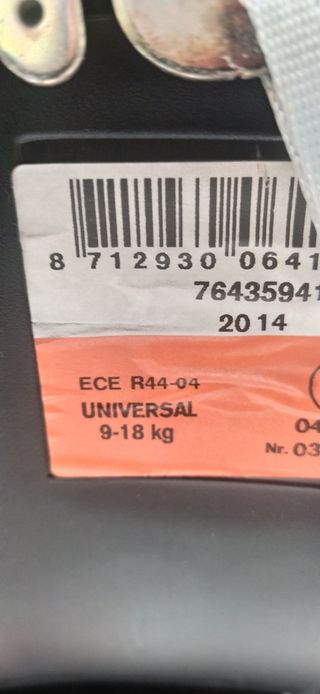 8 712930 0641
76435941
2014
ECE R44-04
UNIVERSAL
9-18 kg
04
Nr. 03